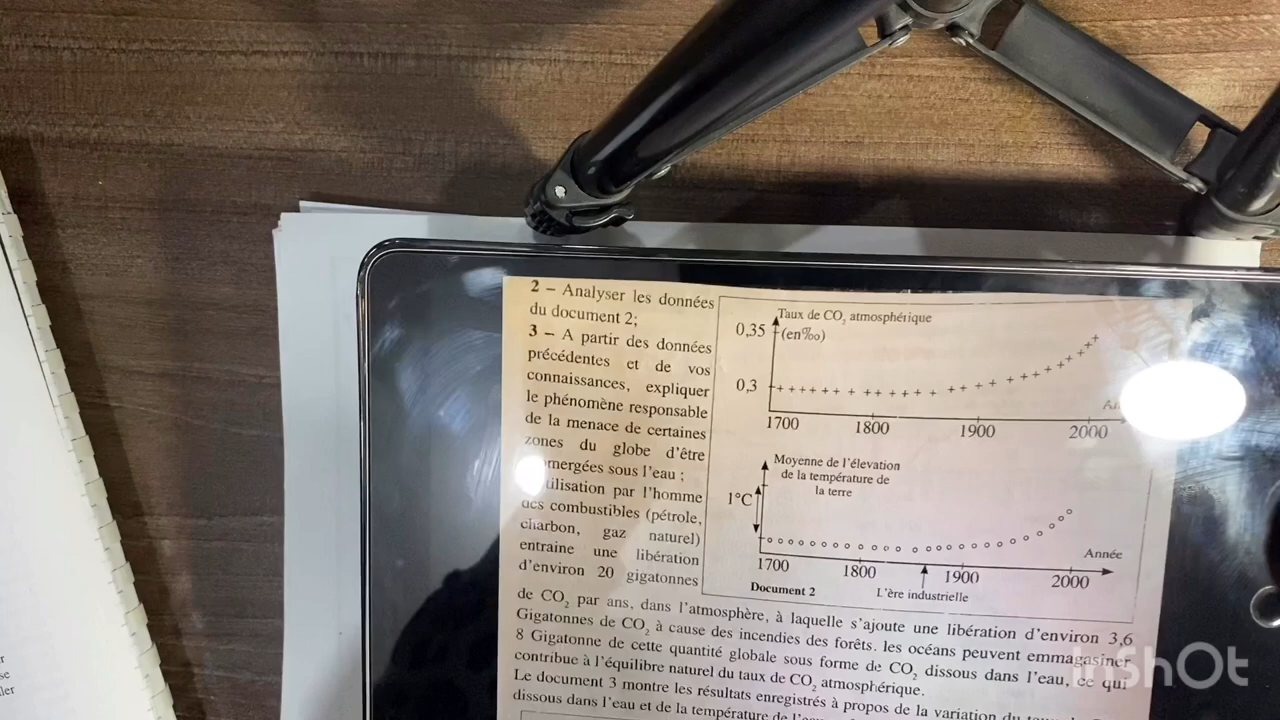 2 – Analyser les données
du document 2;
3 – A partir des données
précédentes et de vos
connaissances, expliquer
le phénomène responsable
de la menace de certaines
zones du globe d'être
mergées sous l'eau ;
tilisation par l'homme
des combustibles (pétrole,
charbon, gaz naturel)
entraine une libération
d'environ 20 gigatonnes
Taux de CO₂ atmosphérique
(en‰)
0,35
0,3
1700 1800 1900 2000
Moyenne de l'élevation
de la température de
la terre
1°C
Année
1700 1800 1900 2000
Document 2
L'ère industrielle
de CO₂ par ans, dans l'atmosphère, à laquelle s'ajoute une libération d'environ 3,6
Gigatonnes de CO₂ à cause des incendies des forêts. les océans peuvent emmagasiner
8 Gigatonne de cette quantité globale sous forme de CO₂ dissous dans l'eau, ce qui
contribue à l'équilibre naturel du taux de CO₂ atmosphérique.
Le document 3 montre les résultats enregistrés à propos de la variation du
dissous dans l'eau et de la température de
InShOt